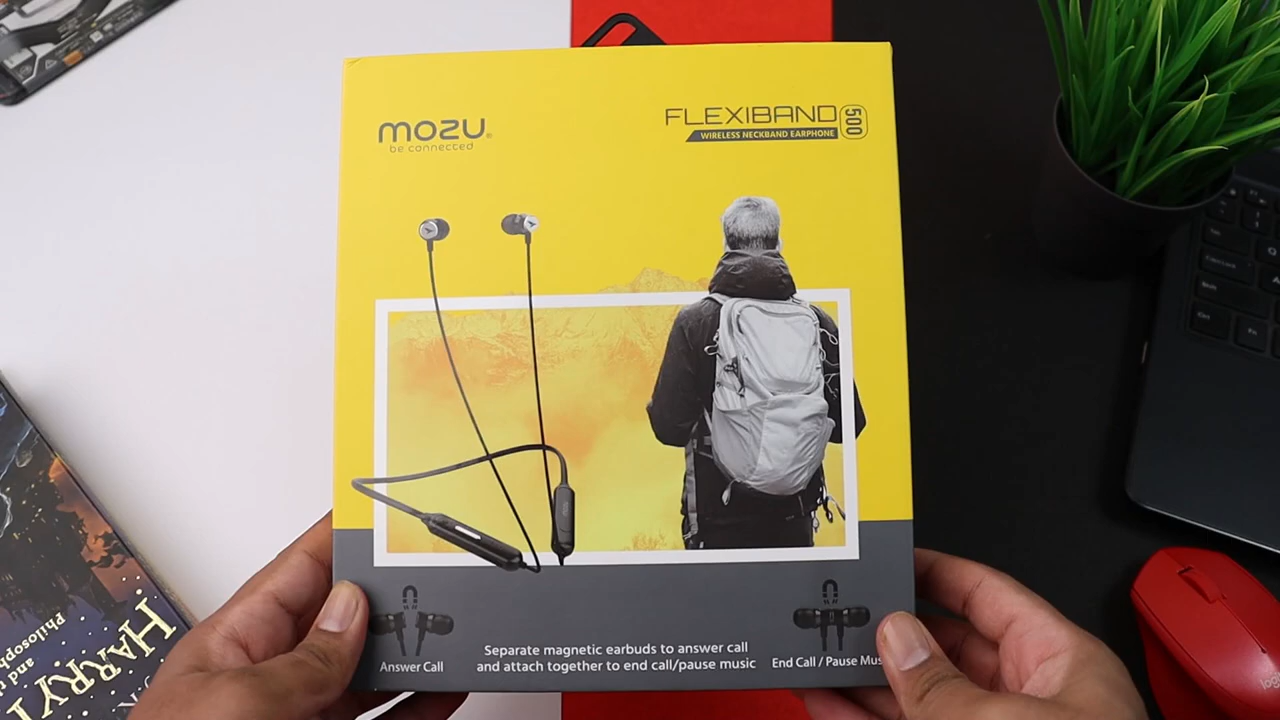 mozu
be connected
FLEXIBAND 500
WIRELESS NECKBAND EARPHONE
Separate magnetic earbuds to answer call
and attach together to end call/pause music
Answer Call
End Call / Pause Mus
HARRY
and
Philosoph